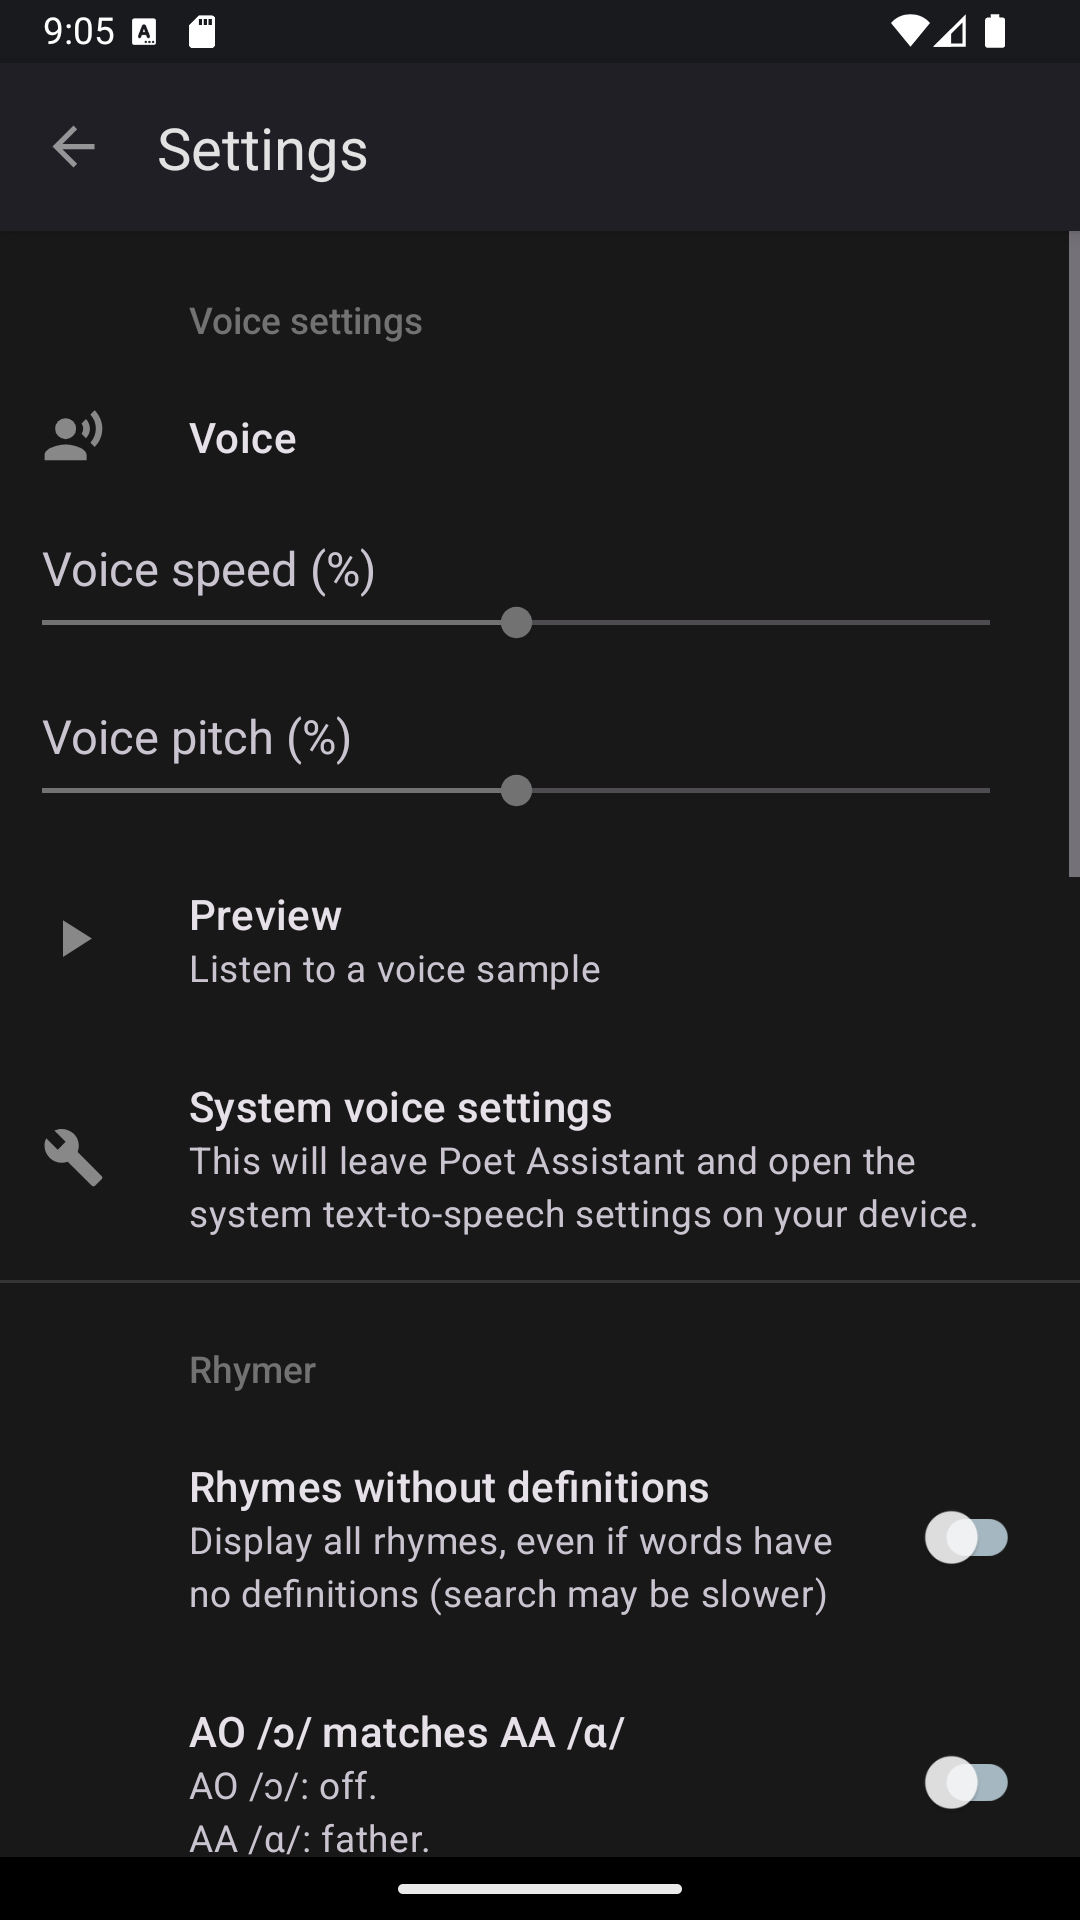 9:05
Settings
Voice settings
Voice
Voice speed (%)
Voice pitch (%)
Preview
Listen to a voice sample
System voice settings
This will leave Poet Assistant and open the
system text-to-speech settings on your device.
Rhymer
Rhymes without definitions
Display all rhymes, even if words have
no definitions (search may be slower)
AO /ɔ/ matches AA /ɑ/
AO /ɔ/: off.
AA /ɑ/: father.